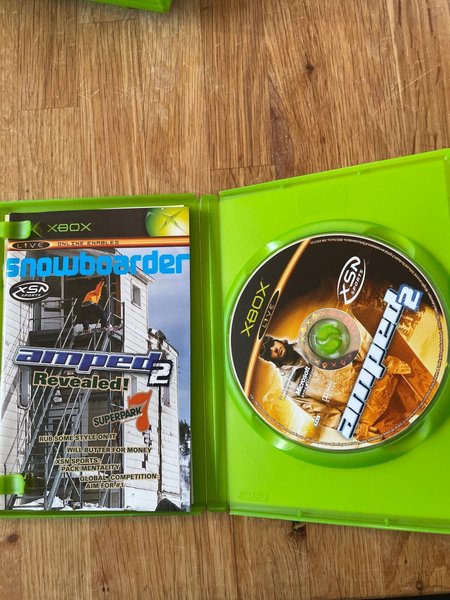 XBOX
LIVE ONLINE ENABLED
snowboarder
XSN
SPORTS
amped 2
Revealed!
SUPERPARK 7
RUB SOME STYLE ON IT
WILL BUTTER FOR MONEY
XSN SPORTS:
PACK MENTALITY
GLOBAL COMPETITION:
AIM FOR #1
XBOX
LIVE
XSN
SPORTS
amped 2